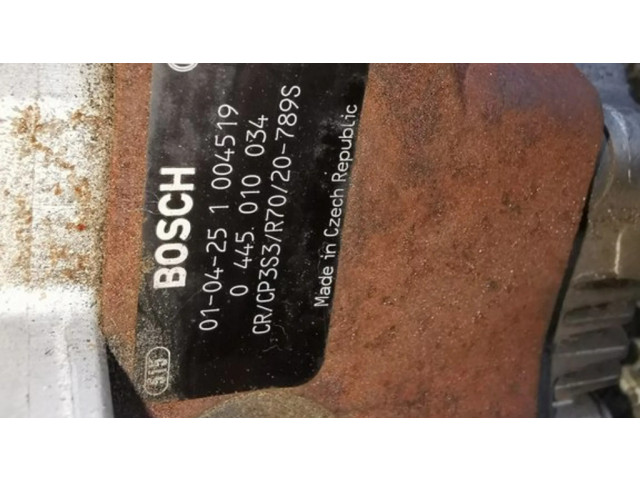 BOSCH
01-04-25 1 004519
0 445. 010 034
CR/CP3S3/R70/20-789S
Made in Czech Republic